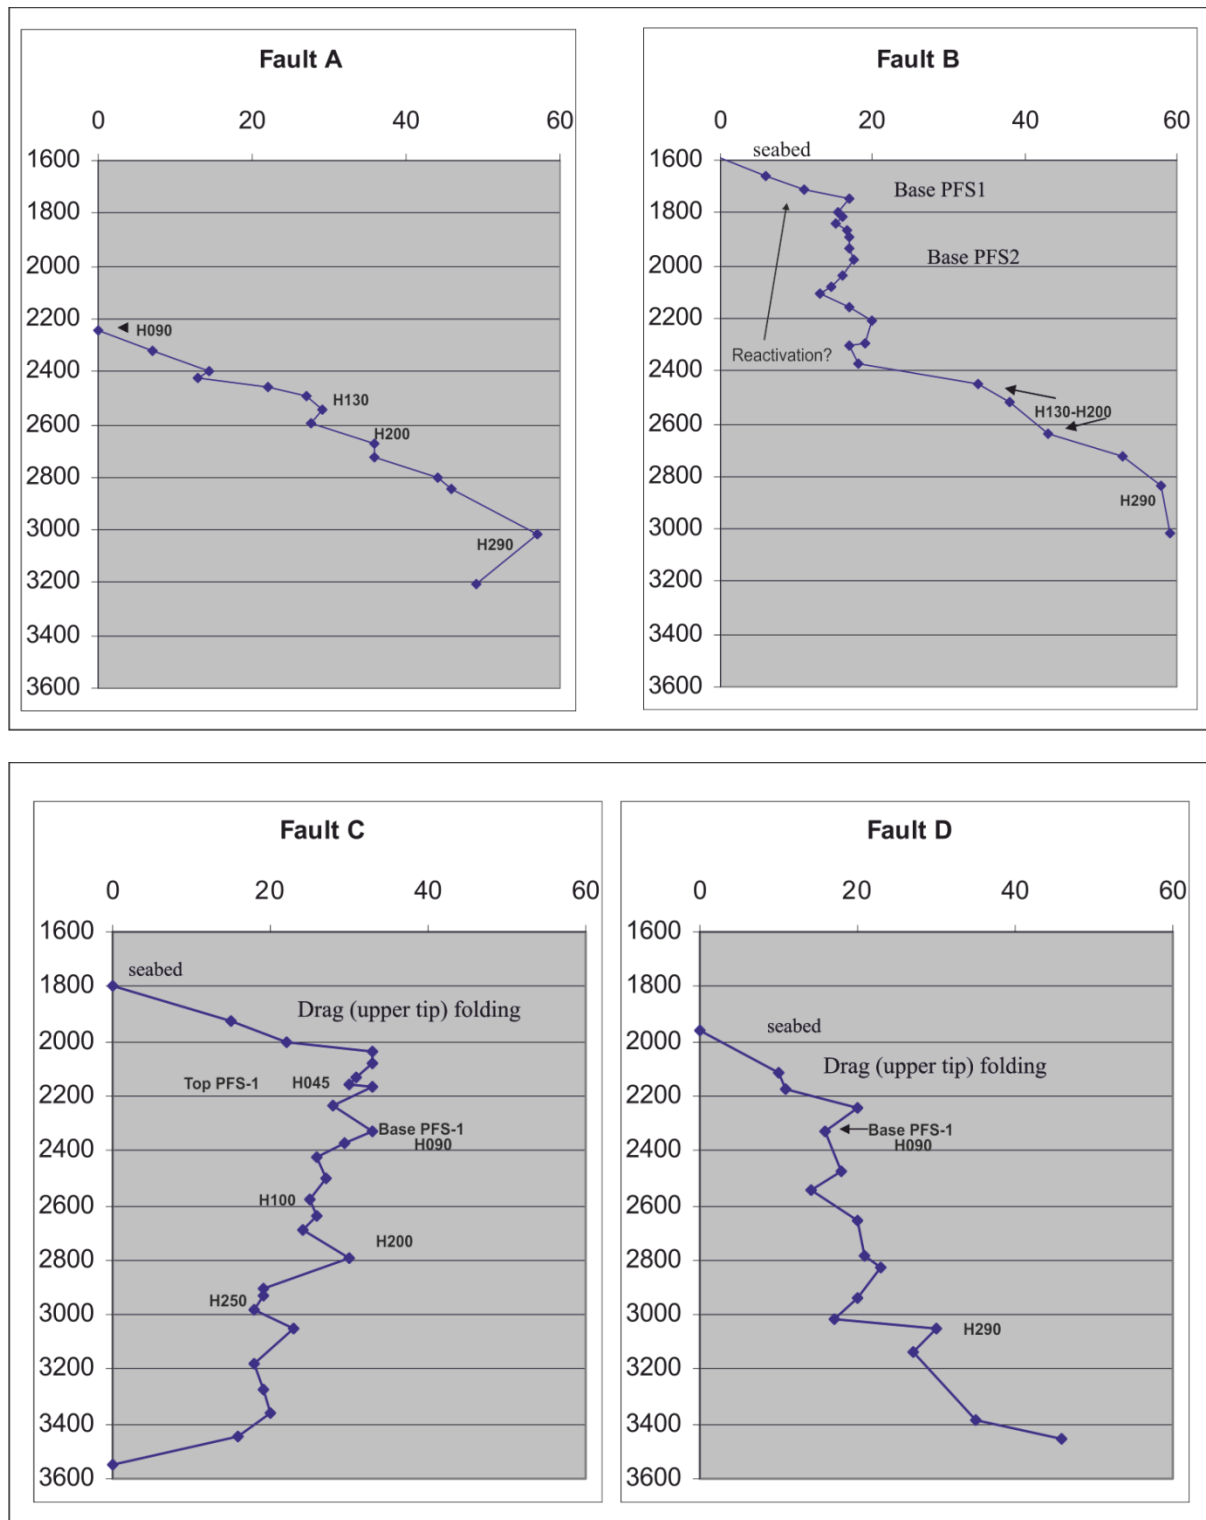 Fault A
0 20 40 60
1600
1800
2000
2200
H090
2400
H130
2600
H200
2800
3000
H290
3200
3400
3600
Fault B
0 20 40 60
seabed
1600
Base PFS1
1800
Base PFS2
2000
2200
Reactivation?
2400
H130-H200
2600
2800
H290
3000
3200
3400
3600
Fault C
0 20 40 60
1600
seabed
1800
Drag (upper tip) folding
2000
Top PFS-1 H045
2200
Base PFS-1
H090
2400
H100
2600
H200
2800
H250
3000
3200
3400
3600
Fault D
0 20 40 60
1600
1800
seabed
2000
Drag (upper tip) folding
2200
Base PFS-1
H090
2400
2600
2800
3000
H290
3200
3400
3600